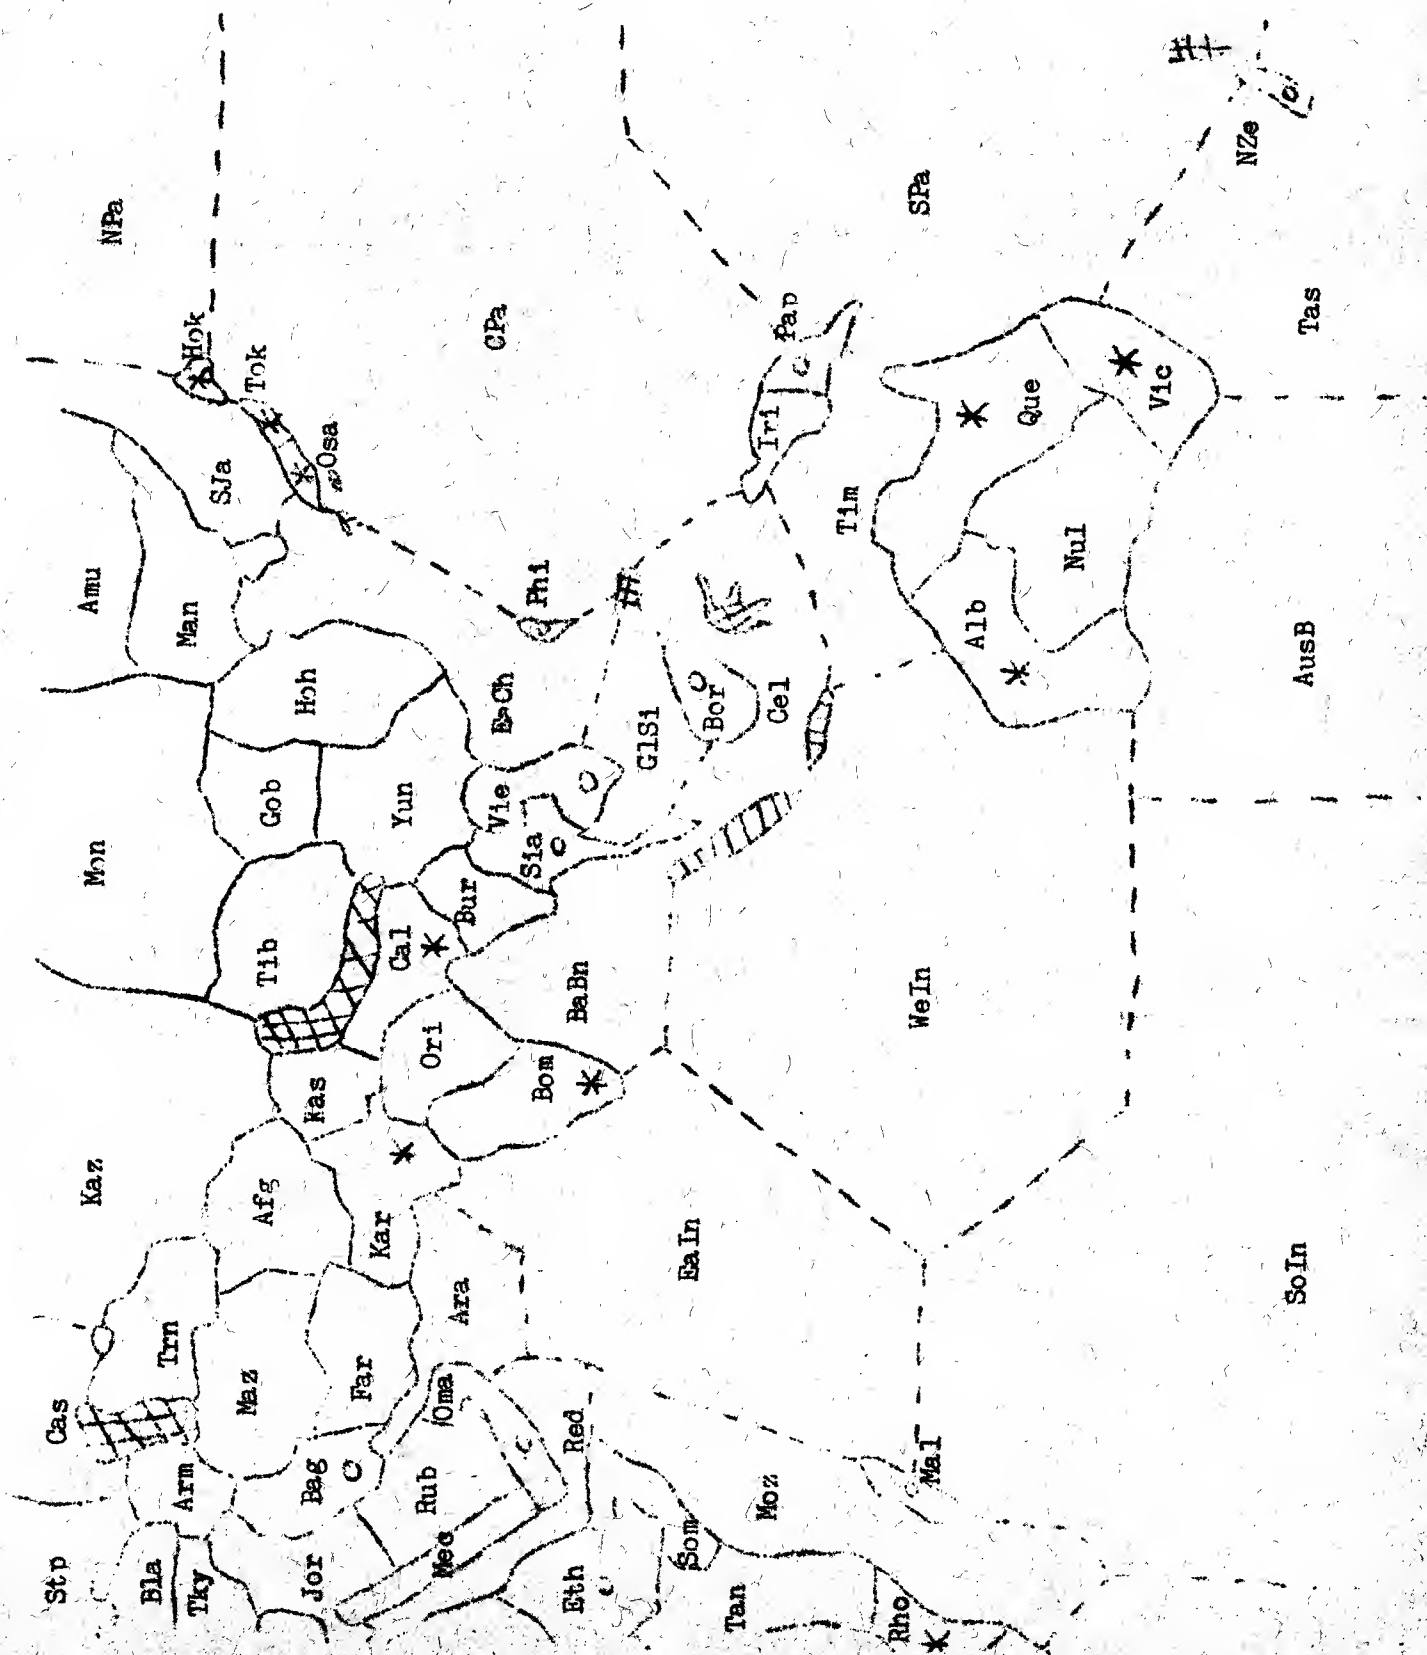 Stp
Cas
Kaz
Mon
Amu
NPa
Bla
Tky
Arm
Trn
Man
Hok
SJa
Maz
Afg
Tib
Gob
Tok
Jor
Bag
Kas
Hoh
Osa
Far
Kar
Cal
Yun
Rub
Ori
Mec
Oma
Ara
Bur
Vie
EaCh
CPa
Sia
Bom
Phi
Eth
Red
BaBn
GlSi
Som
EaIn
Bor
Tan
Moz
Cel
Iri
Pap
Tim
Rho
WeIn
SPa
Mal
Alb
Que
Nul
Vic
NZe
SoIn
AusB
Tas